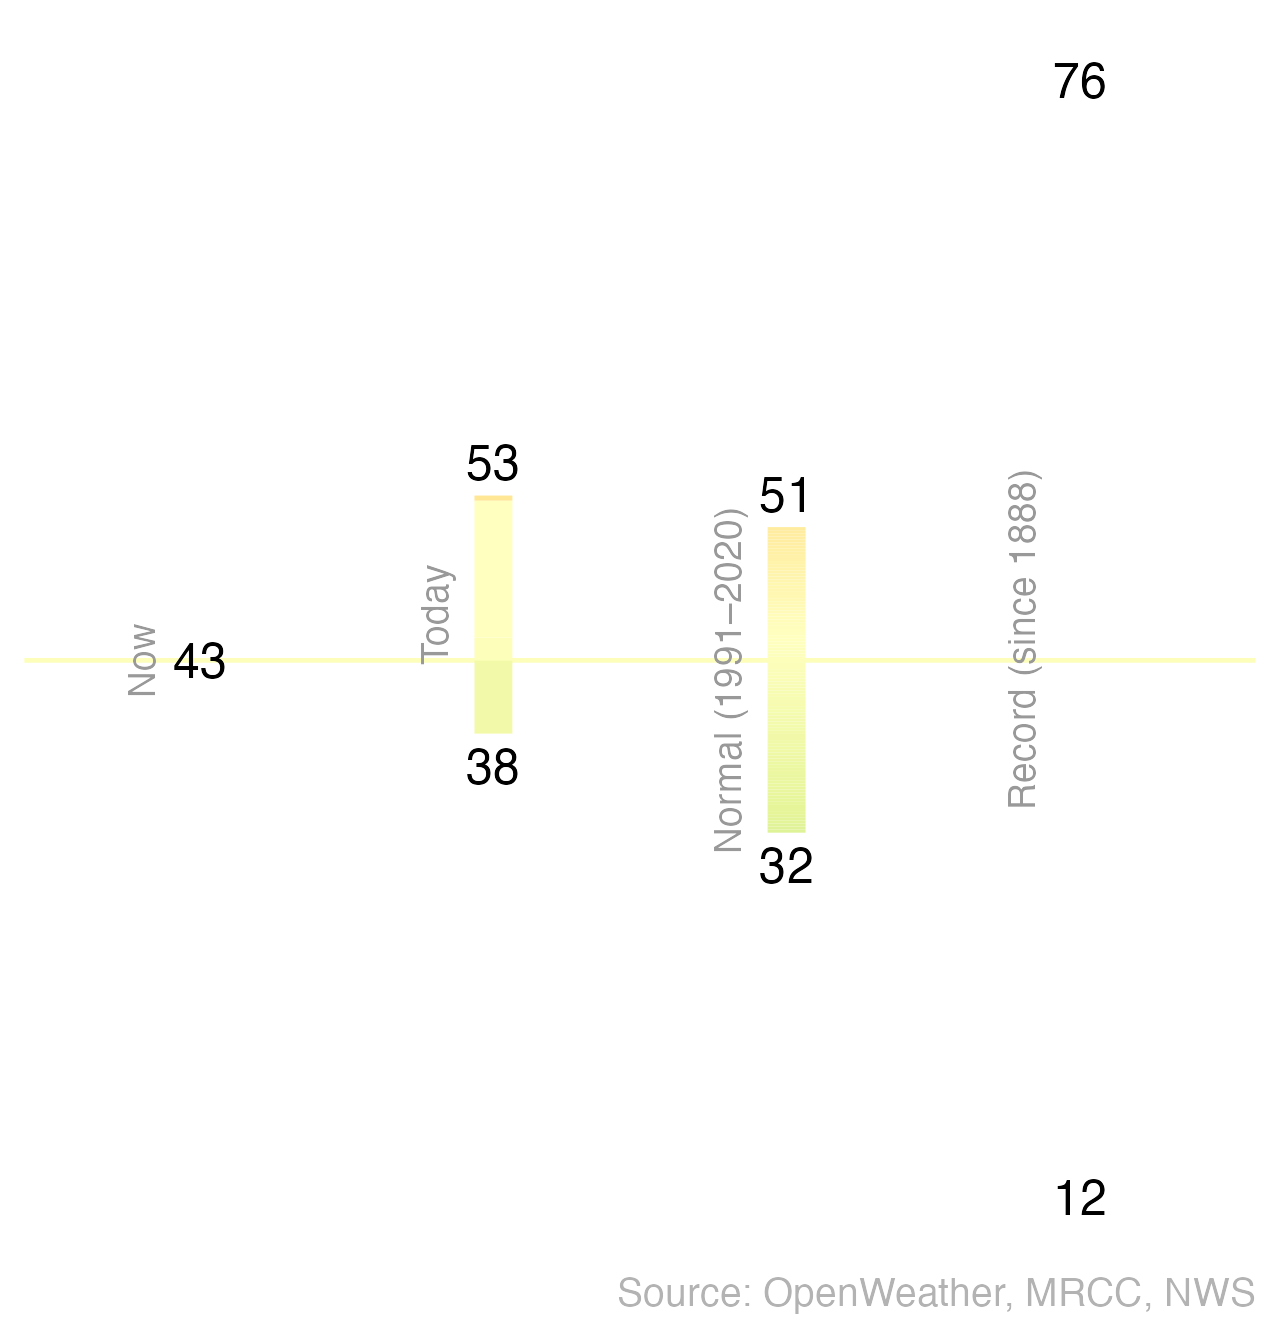 76
53
51
Now
43
Today
Normal (1991–2020)
Record (since 1888)
38
32
12
Source: OpenWeather, MRCC, NWS